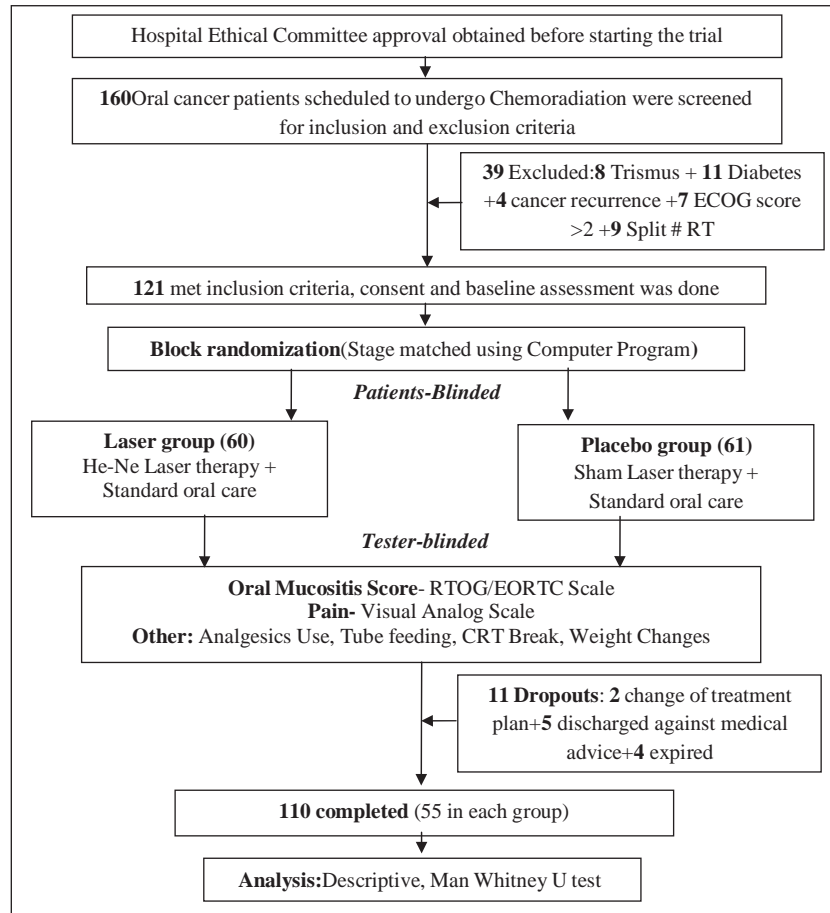 Hospital Ethical Committee approval obtained before starting the trial
160Oral cancer patients scheduled to undergo Chemoradiation were screened
for inclusion and exclusion criteria
39 Excluded:8 Trismus + 11 Diabetes
+4 cancer recurrence +7 ECOG score
>2 +9 Split # RT
121 met inclusion criteria, consent and baseline assessment was done
Block randomization(Stage matched using Computer Program)
Patients-Blinded
Laser group (60)
He-Ne Laser therapy +
Standard oral care
Placebo group (61)
Sham Laser therapy +
Standard oral care
Tester-blinded
Oral Mucositis Score- RTOG/EORTC Scale
Pain- Visual Analog Scale
Other: Analgesics Use, Tube feeding, CRT Break, Weight Changes
11 Dropouts: 2 change of treatment
plan+5 discharged against medical
advice+4 expired
110 completed (55 in each group)
Analysis:Descriptive, Man Whitney U test